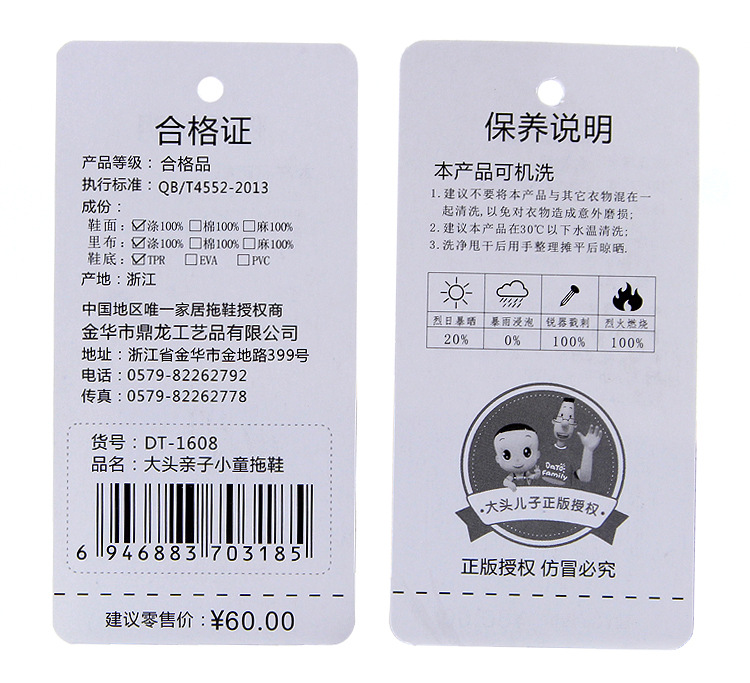 合格证
产品等级：合格品
执行标准：QB/T4552-2013
成份：
鞋面：☑涤100% ☐棉100% ☐麻100%
里布：☑涤100% ☐棉100% ☐麻100%
鞋底：☑TPR ☐EVA ☐PVC
产地：浙江
中国地区唯一家居拖鞋授权商
金华市鼎龙工艺品有限公司
地址：浙江省金华市金地路399号
电话：0579-82262792
传真：0579-82262778
货号：DT-1608
品名：大头亲子小童拖鞋
6 946883 703185
建议零售价：¥60.00
保养说明
本产品可机洗
1.建议不要将本产品与其它衣物混在一
起清洗,以免对衣物造成意外磨损;
2.建议本产品在30℃以下水温清洗;
3.洗净甩干后用手整理摊平后晾晒.
烈日暴晒 暴雨浸泡 锐器戳刺 烈火燃烧
20% 0% 100% 100%
DaTo
Family
·大头儿子正版授权·
正版授权 仿冒必究